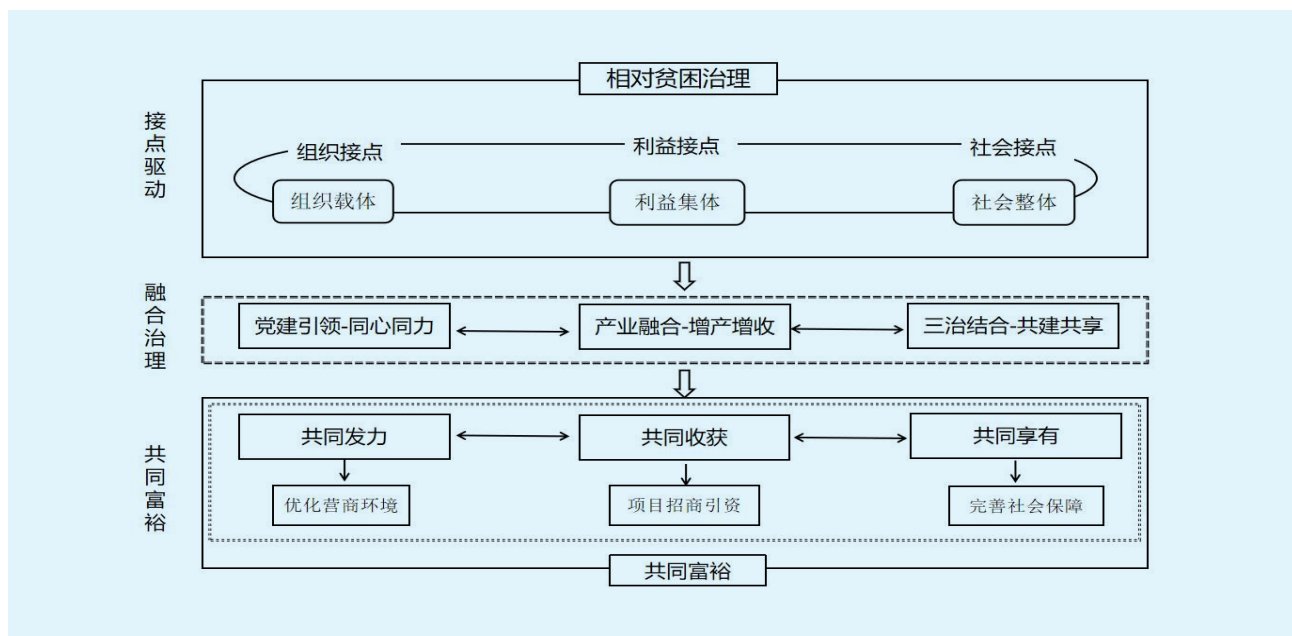 相对贫困治理
接点驱动
组织接点
利益接点
社会接点
组织载体
利益集体
社会整体
融合治理
党建引领-同心同力
产业融合-增产增收
三治结合-共建共享
共同富裕
共同发力
共同收获
共同享有
优化营商环境
项目招商引资
完善社会保障
共同富裕